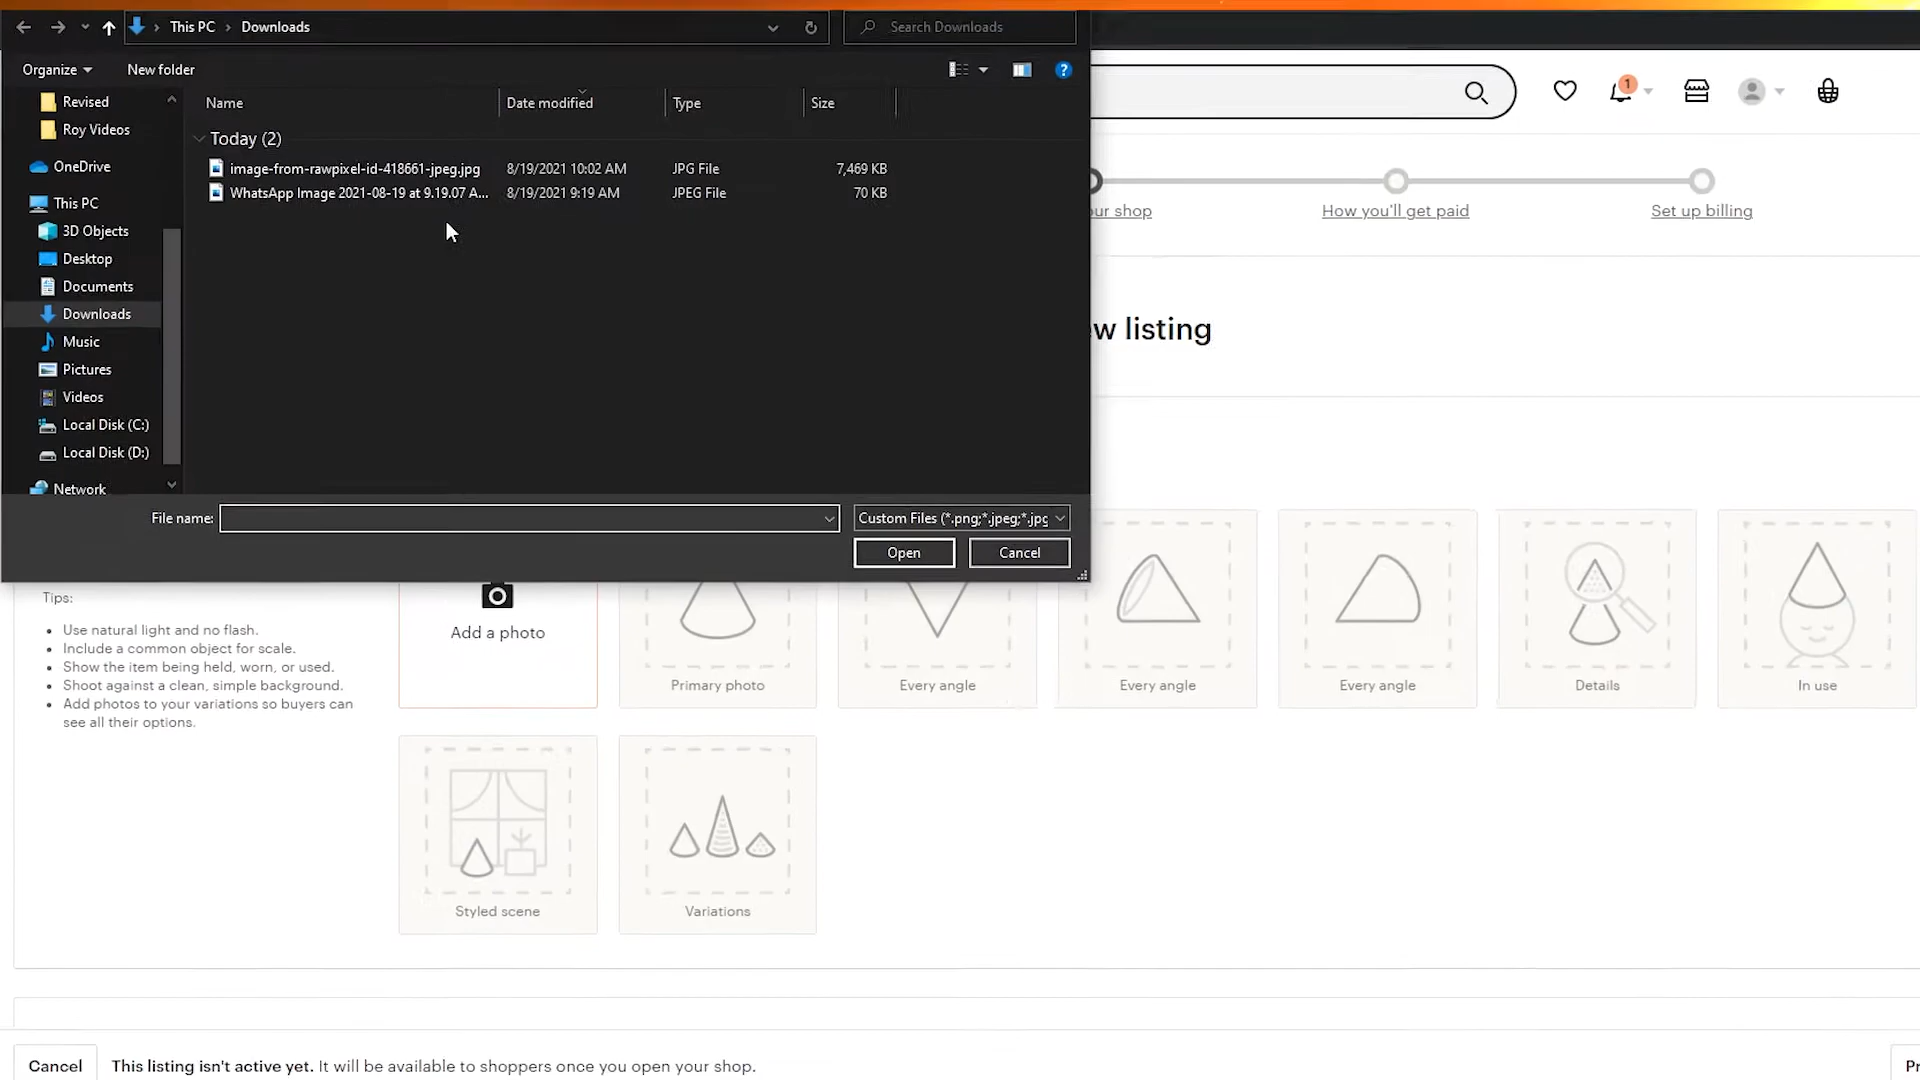 This PC › Downloads
Search Downloads
Organize
New folder
?
Revised
Roy Videos
OneDrive
This PC
3D Objects
Desktop
Documents
Downloads
Music
Pictures
Videos
Local Disk (C:)
Local Disk (D:)
Network
Name
Date modified
Type
Size
Today (2)
image-from-rawpixel-id-418661-jpeg.jpg 8/19/2021 10:02 AM JPG File 7,469 KB
WhatsApp Image 2021-08-19 at 9.19.07 A... 8/19/2021 9:19 AM JPEG File 70 KB
File name:
Custom Files (*.png;*.jpeg;*.jpg
Open
Cancel
1
our shop
How you'll get paid
Set up billing
ew listing
Tips:
• Use natural light and no flash.
• Include a common object for scale.
• Show the item being held, worn, or used.
• Shoot against a clean, simple background.
• Add photos to your variations so buyers can
see all their options.
Add a photo
Primary photo
Every angle
Every angle
Every angle
Details
In use
Styled scene
Variations
Cancel
This listing isn't active yet. It will be available to shoppers once you open your shop.
Pr